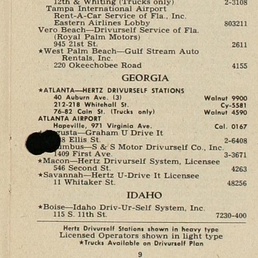 12th & Whiting (Trucks only) 2-3108
Tampa International Airport
Rent-A-Car Service of Fla., Inc.
Eastern Airlines Lobby 803211
Vero Beach—Drivurself Service of Fla.
(Royal Palm Motors)
945 21st St. 2611
★West Palm Beach—Gulf Stream Auto
Rentals, Inc.
220 Okeechobee Road 4155
GEORGIA
★ATLANTA—HERTZ DRIVURSELF STATIONS
40 Auburn Ave. (3) Walnut 9900
212-218 Whitehall St. Cy-5581
76-82 Cain St. (Trucks only) Walnut 4590
ATLANTA AIRPORT
Hapeville, 971 Virginia Ave. Cal. 0167
usta—Graham U Drive It
Ellis St. 2-6408
mbus—S & S Motor Drivurself Co., Inc.
First Ave. 3-3671
★Macon—Hertz Drivurself System, Licensee
546 Second St. 4263
★Savannah—Hertz U-Drive It Licensee
11 Whitaker St. 48256
IDAHO
★Boise—Idaho Driv-Ur-Self System, Inc.
115 S. 11th St. 7230-400
Hertz Drivurself Stations shown in heavy type
Licensed Operators shown in light type
★Trucks Available on Drivurself Plan
9